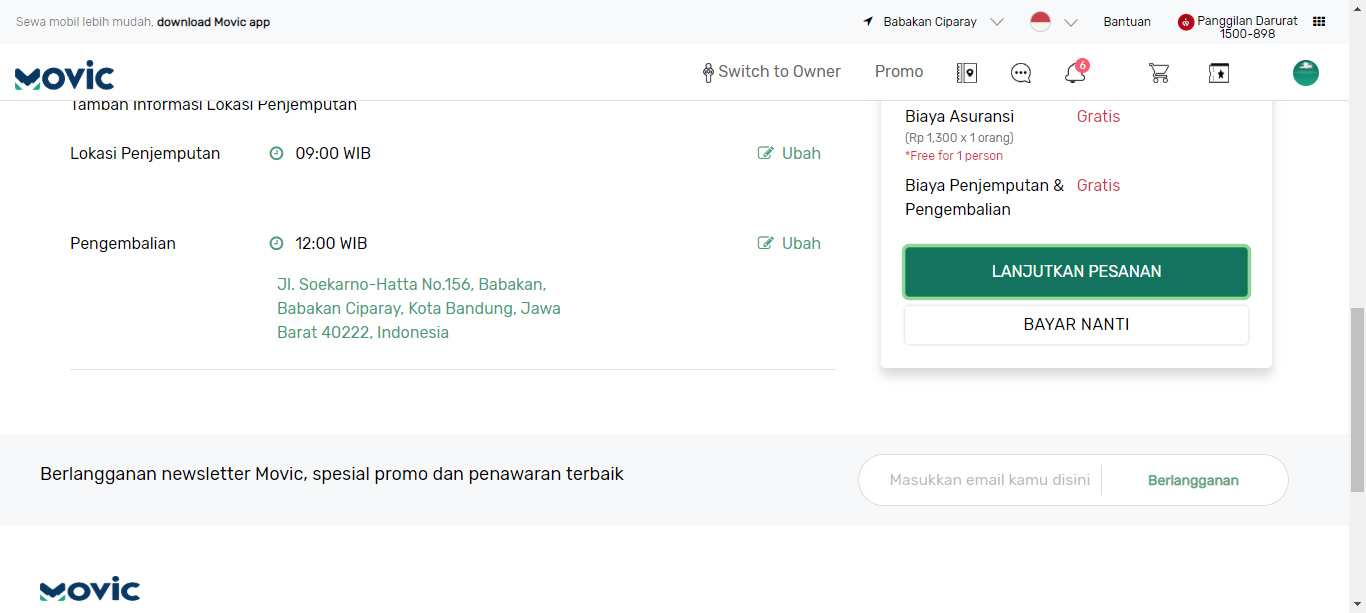 Sewa mobil lebih mudah, download Movic app
Babakan Ciparay
Bantuan
Panggilan Darurat
1500-898
MOVIC
Switch to Owner
Promo
6
Tambah Informasi Lokasi Penjemputan
Lokasi Penjemputan
09:00 WIB
Ubah
Pengembalian
12:00 WIB
Ubah
Jl. Soekarno-Hatta No.156, Babakan,
Babakan Ciparay, Kota Bandung, Jawa
Barat 40222, Indonesia
Biaya Asuransi
Gratis
(Rp 1,300 x 1 orang)
*Free for 1 person
Biaya Penjemputan &
Pengembalian
Gratis
LANJUTKAN PESANAN
BAYAR NANTI
Berlangganan newsletter Movic, spesial promo dan penawaran terbaik
Masukkan email kamu disini
Berlangganan
MOVIC